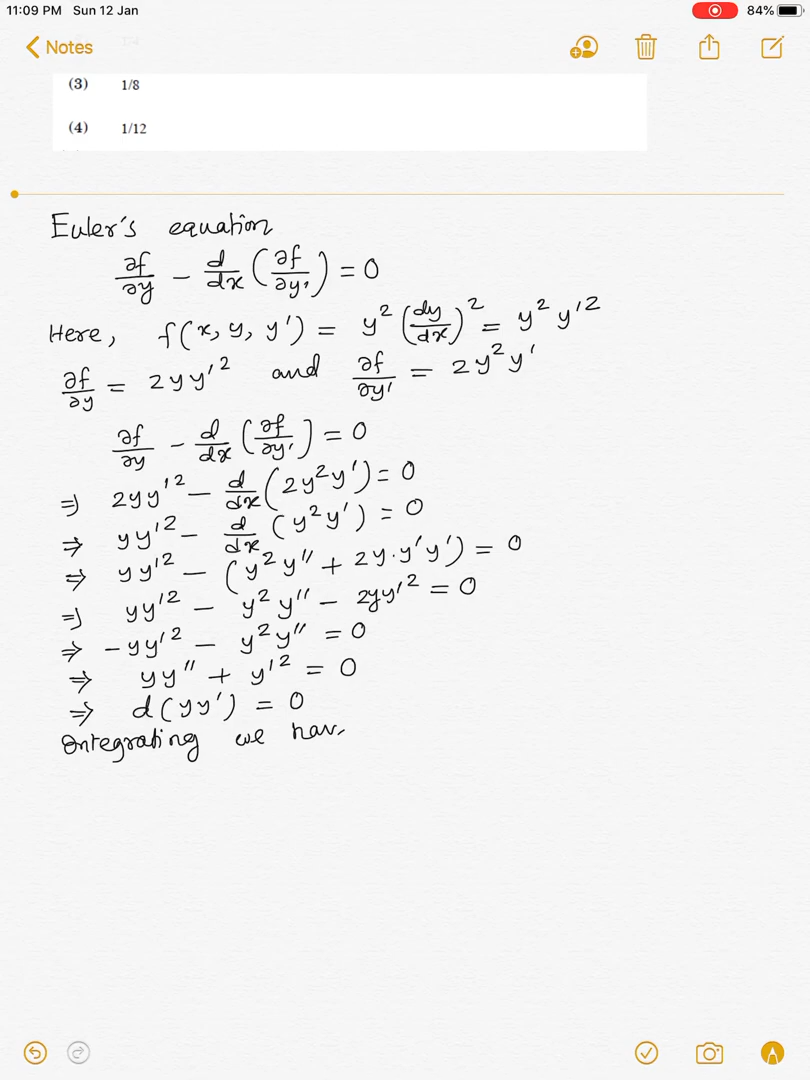 11:09 PM Sun 12 Jan 84%
Notes
(3) 1/8
(4) 1/12
Euler's equation
∂f/∂y − d/dx (∂f/∂y') = 0
Here, f(x, y, y') = y² (dy/dx)² = y² y'²
∂f/∂y = 2yy'² and ∂f/∂y' = 2y²y'
∂f/∂y − d/dx (∂f/∂y') = 0
⇒ 2yy'² − d/dx (2y²y') = 0
⇒ yy'² − d/dx (y²y') = 0
⇒ yy'² − (y²y'' + 2y·y'y') = 0
⇒ yy'² − y²y'' − 2yy'² = 0
⇒ −yy'² − y²y'' = 0
⇒ yy'' + y'² = 0
⇒ d(yy') = 0
Integrating we hav